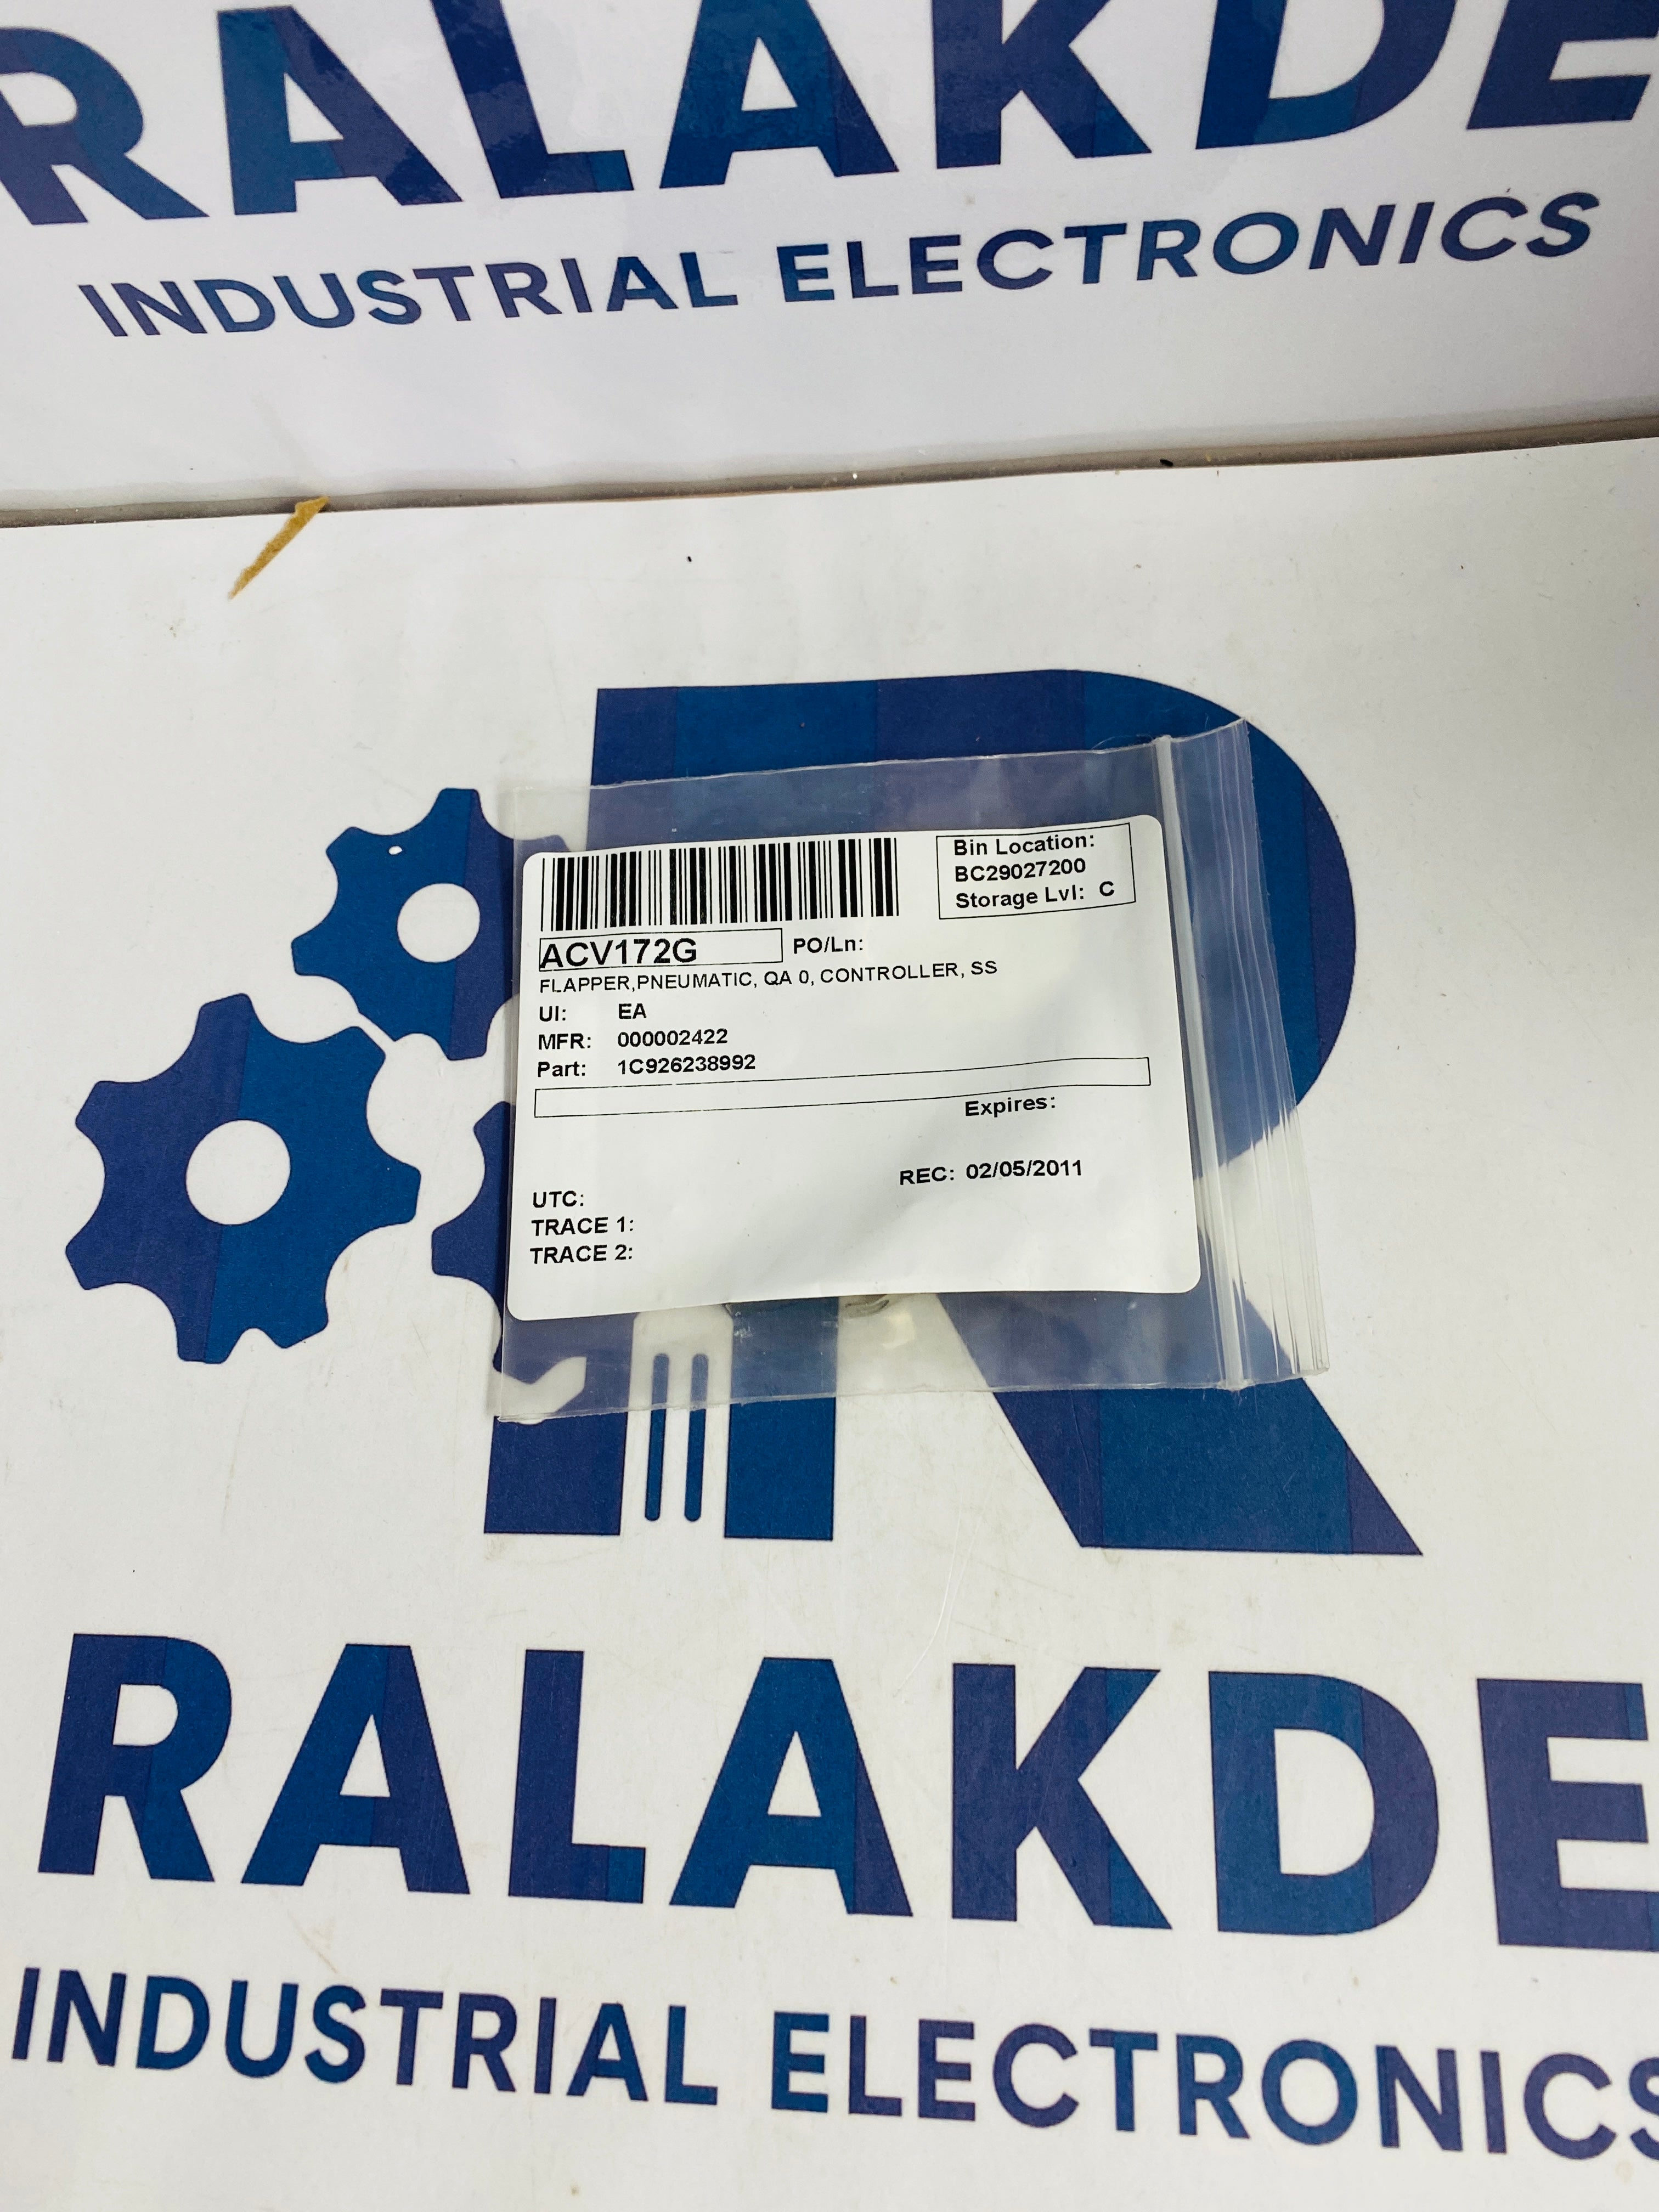 RALAKDE
INDUSTRIAL ELECTRONICS
Bin Location:
BC29027200
Storage Lvl: C
ACV172G PO/Ln:
FLAPPER,PNEUMATIC, QA 0, CONTROLLER, SS
UI: EA
MFR: 000002422
Part: 1C926238992
Expires:
REC: 02/05/2011
UTC:
TRACE 1:
TRACE 2:
RALAKDE
INDUSTRIAL ELECTRONICS